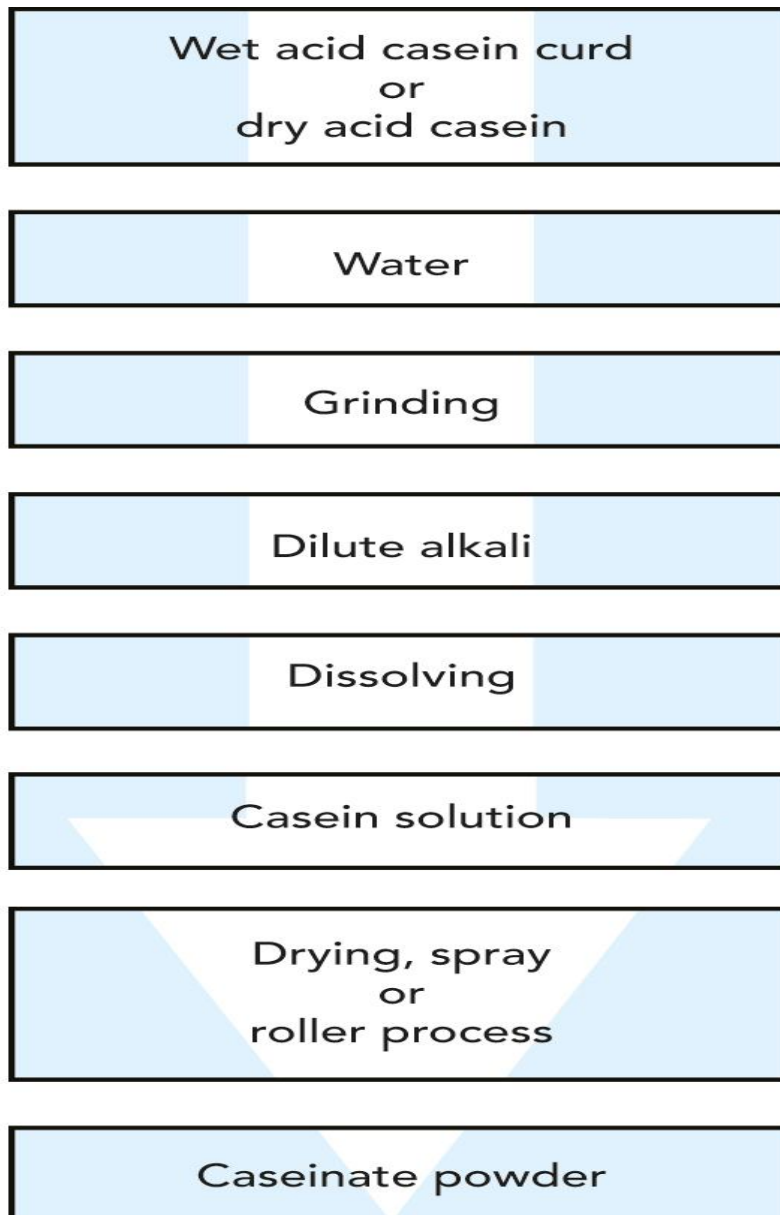 Wet acid casein curd
or
dry acid casein
Water
Grinding
Dilute alkali
Dissolving
Casein solution
Drying, spray
or
roller process
Caseinate powder